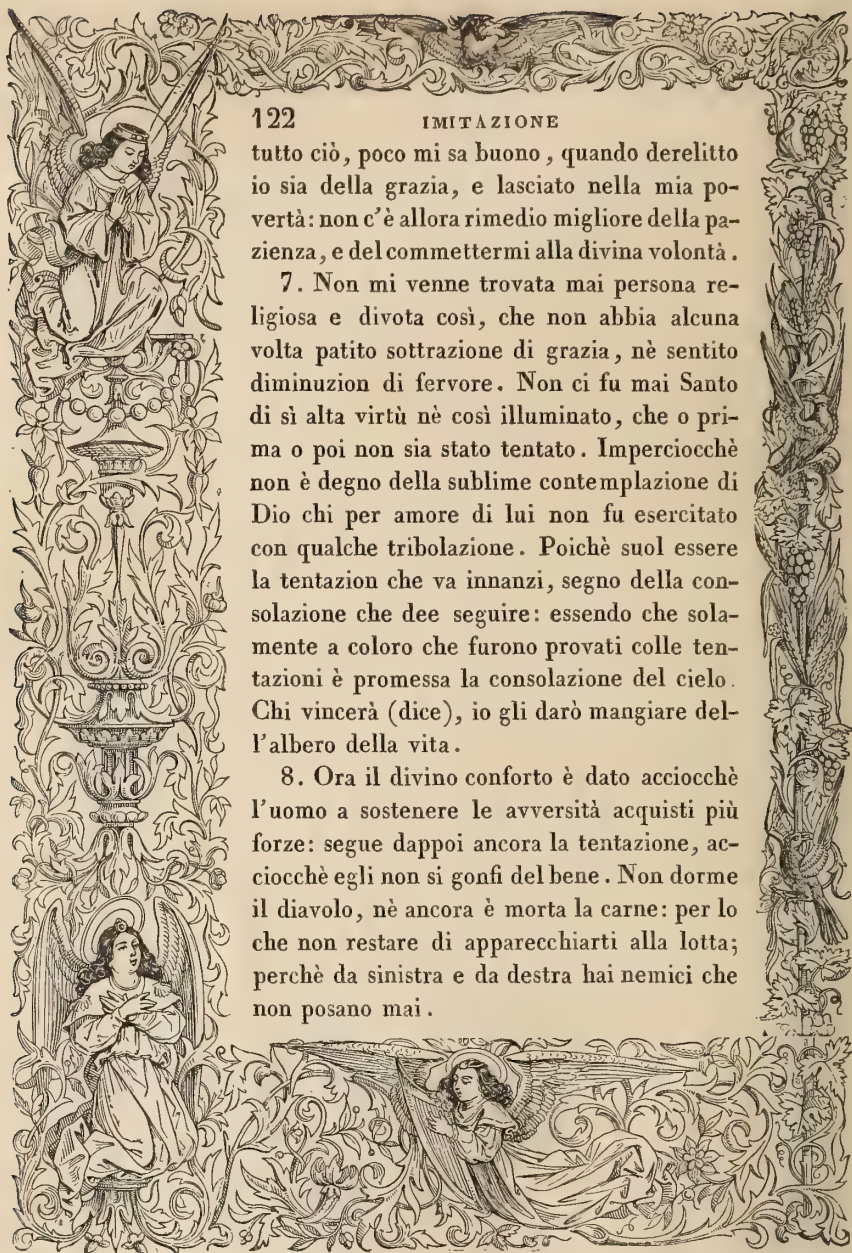 122 IMITAZIONE
tutto ciò, poco mi sa buono, quando derelitto
io sia della grazia, e lasciato nella mia po-
vertà: non c'è allora rimedio migliore della pa-
zienza, e del commettermi alla divina volontà.
7. Non mi venne trovata mai persona re-
ligiosa e divota così, che non abbia alcuna
volta patito sottrazione di grazia, nè sentito
diminuzion di fervore. Non ci fu mai Santo
di sì alta virtù nè così illuminato, che o pri-
ma o poi non sia stato tentato. Imperciocchè
non è degno della sublime contemplazione di
Dio chi per amore di lui non fu esercitato
con qualche tribolazione. Poichè suol essere
la tentazion che va innanzi, segno della con-
solazione che dee seguire: essendo che sola-
mente a coloro che furono provati colle ten-
tazioni è promessa la consolazione del cielo.
Chi vincerà (dice), io gli darò mangiare del-
l'albero della vita.
8. Ora il divino conforto è dato acciocchè
l'uomo a sostenere le avversità acquisti più
forze: segue dappoi ancora la tentazione, ac-
ciocchè egli non si gonfi del bene. Non dorme
il diavolo, nè ancora è morta la carne: per lo
che non restare di apparecchiarti alla lotta;
perchè da sinistra e da destra hai nemici che
non posano mai.